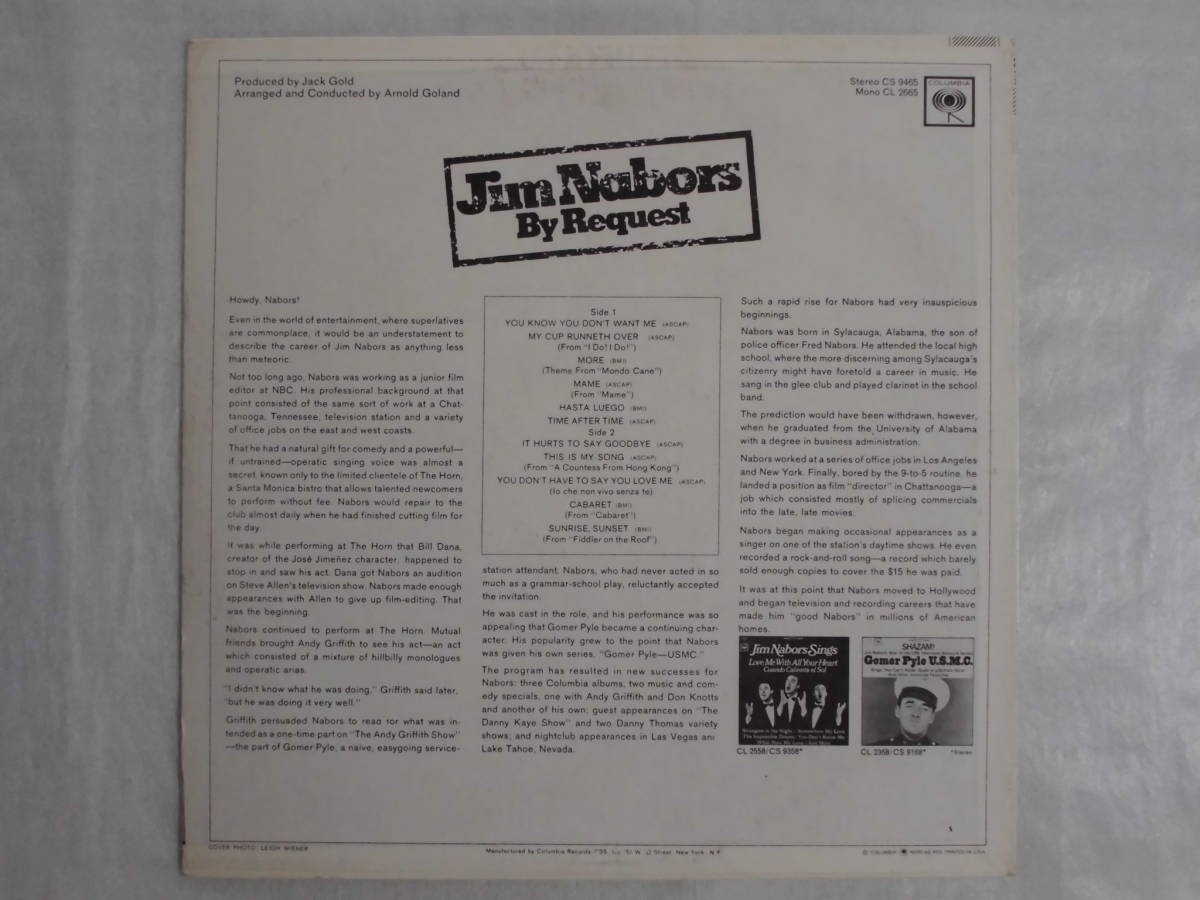 Produced by Jack Gold
Arranged and Conducted by Arnold Goland
Stereo CS 9465
Mono CL 2665
COLUMBIA
Jim Nabors
By Request
Howdy, Nabors!
Even in the world of entertainment, where superlatives
are commonplace, it would be an understatement to
describe the career of Jim Nabors as anything less
than meteoric.
Not too long ago, Nabors was working as a junior film
editor at NBC. His professional background at that
point consisted of the same sort of work at a Chat-
tanooga, Tennessee, television station and a variety
of office jobs on the east and west coasts.
That he had a natural gift for comedy and a powerful—
if untrained—operatic singing voice was almost a
secret, known only to the limited clientele of The Horn,
a Santa Monica bistro that allows talented newcomers
to perform without fee. Nabors would repair to the
club almost daily when he had finished cutting film for
the day.
It was while performing at The Horn that Bill Dana,
creator of the José Jimeñez character, happened to
stop in and saw his act. Dana got Nabors an audition
on Steve Allen's television show. Nabors made enough
appearances with Allen to give up film-editing. That
was the beginning.
Nabors continued to perform at The Horn. Mutual
friends brought Andy Griffith to see his act—an act
which consisted of a mixture of hillbilly monologues
and operatic arias.
"I didn't know what he was doing," Griffith said later,
"but he was doing it very well."
Griffith persuaded Nabors to read for what was in-
tended as a one-time part on "The Andy Griffith Show"
—the part of Gomer Pyle, a naive, easygoing service-
Side 1
YOU KNOW YOU DON'T WANT ME (ASCAP)
MY CUP RUNNETH OVER (ASCAP)
(From "I Do! I Do!")
MORE (BMI)
(Theme From "Mondo Cane")
MAME (ASCAP)
(From "Mame")
HASTA LUEGO (BMI)
TIME AFTER TIME (ASCAP)
Side 2
IT HURTS TO SAY GOODBYE (ASCAP)
THIS IS MY SONG (ASCAP)
(From "A Countess From Hong Kong")
YOU DON'T HAVE TO SAY YOU LOVE ME (ASCAP)
(Io che non vivo senza te)
CABARET (BMI)
(From "Cabaret")
SUNRISE, SUNSET (BMI)
(From "Fiddler on the Roof")
station attendant. Nabors, who had never acted in so
much as a grammar-school play, reluctantly accepted
the invitation.
He was cast in the role, and his performance was so
appealing that Gomer Pyle became a continuing char-
acter. His popularity grew to the point that Nabors
was given his own series, "Gomer Pyle—USMC."
The program has resulted in new successes for
Nabors: three Columbia albums, two music and com-
edy specials, one with Andy Griffith and Don Knotts
and another of his own; guest appearances on "The
Danny Kaye Show" and two Danny Thomas variety
shows; and nightclub appearances in Las Vegas and
Lake Tahoe, Nevada.
Such a rapid rise for Nabors had very inauspicious
beginnings.
Nabors was born in Sylacauga, Alabama, the son of
police officer Fred Nabors. He attended the local high
school, where the more discerning among Sylacauga's
citizenry might have foretold a career in music. He
sang in the glee club and played clarinet in the school
band.
The prediction would have been withdrawn, however,
when he graduated from the University of Alabama
with a degree in business administration.
Nabors worked at a series of office jobs in Los Angeles
and New York. Finally, bored by the 9-to-5 routine, he
landed a position as film "director" in Chattanooga—a
job which consisted mostly of splicing commercials
into the late, late movies.
Nabors began making occasional appearances as a
singer on one of the station's daytime shows. He even
recorded a rock-and-roll song—a record which barely
sold enough copies to cover the $15 he was paid.
It was at this point that Nabors moved to Hollywood
and began television and recording careers that have
made him "good Nabors" in millions of American
homes.
Jim Nabors Sings
Love Me With All Your Heart
Cuando Calienta el Sol
CL 2558/CS 9358*
SHAZAM!
Gomer Pyle U.S.M.C.
CL 2368/CS 9168*
*Stereo
COVER PHOTO: LEIGH WIENER
Manufactured by Columbia Records
© COLUMBIA PRINTED IN U.S.A.